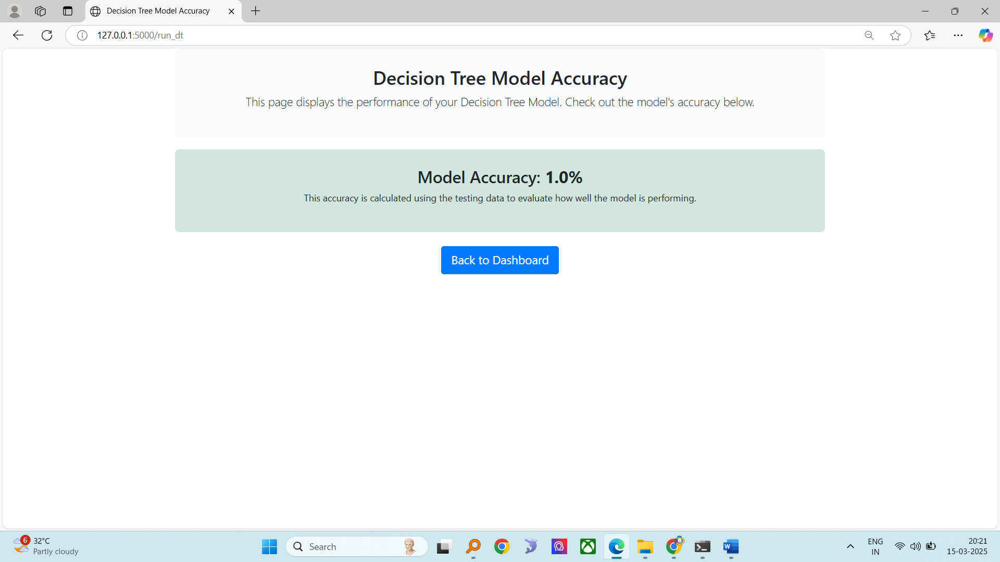 Decision Tree Model Accuracy
127.0.0.1:5000/run_dt
Decision Tree Model Accuracy
This page displays the performance of your Decision Tree Model. Check out the model's accuracy below.
Model Accuracy: 1.0%
This accuracy is calculated using the testing data to evaluate how well the model is performing.
Back to Dashboard
6
32°C
Partly cloudy
Search
W
ENG
IN
20:21
15-03-2025